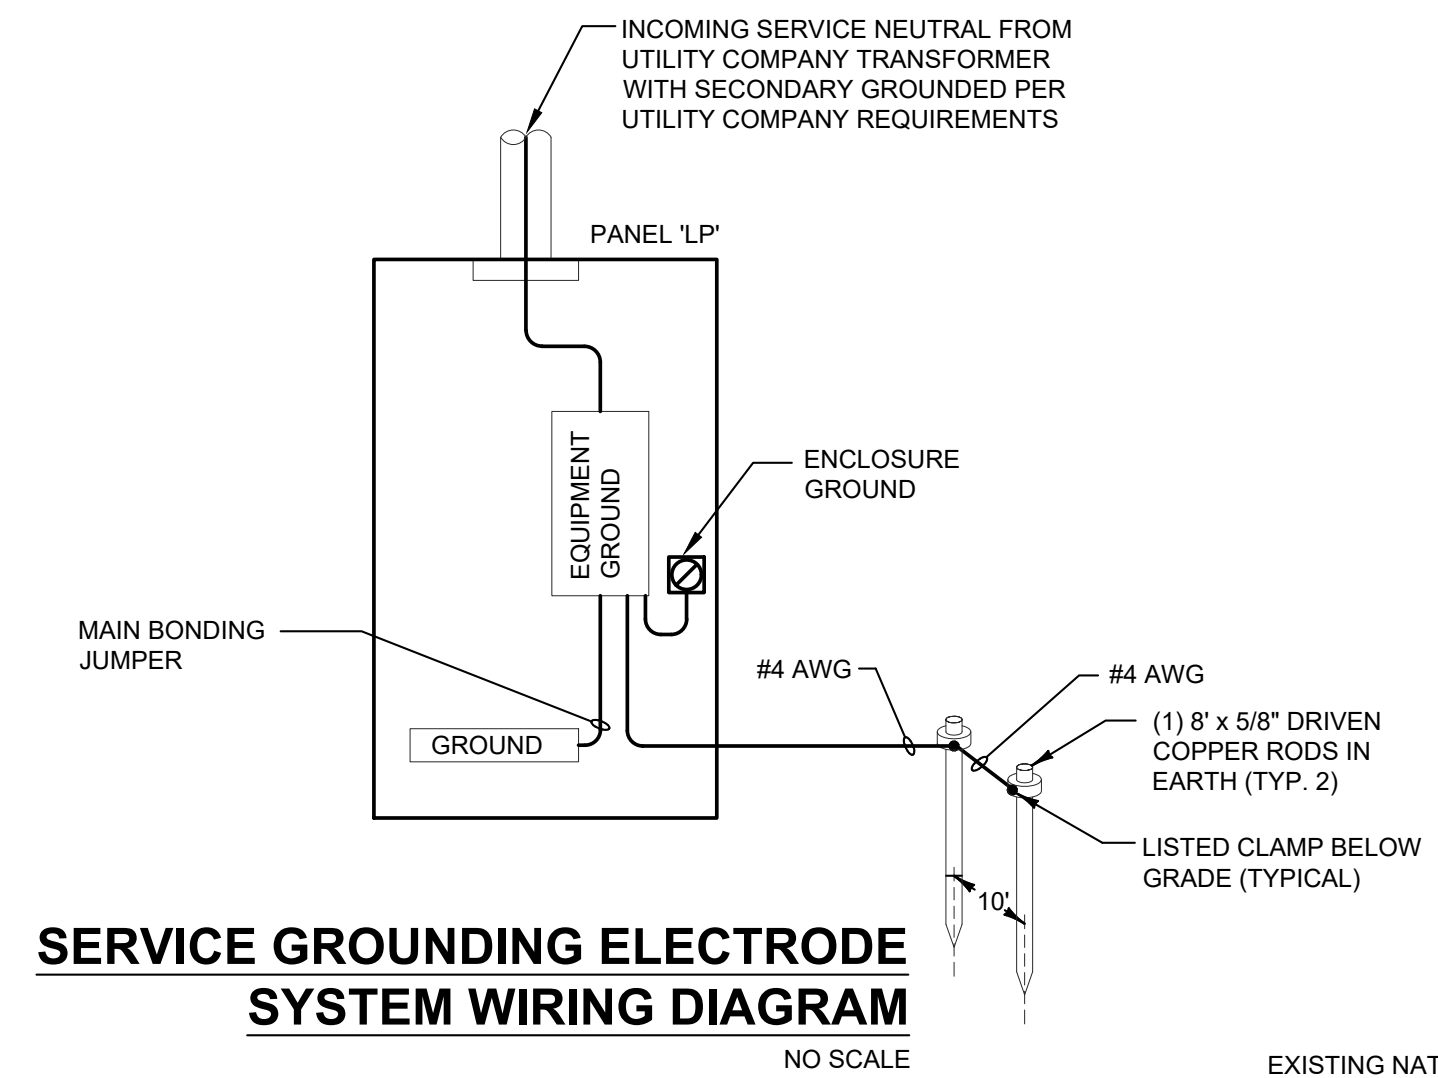 INCOMING SERVICE NEUTRAL FROM
UTILITY COMPANY TRANSFORMER
WITH SECONDARY GROUNDED PER
UTILITY COMPANY REQUIREMENTS
PANEL 'LP'
EQUIPMENT
GROUND
ENCLOSURE
GROUND
MAIN BONDING
JUMPER
GROUND
#4 AWG
#4 AWG
(1) 8' x 5/8" DRIVEN
COPPER RODS IN
EARTH (TYP. 2)
LISTED CLAMP BELOW
GRADE (TYPICAL)
10'
SERVICE GROUNDING ELECTRODE
SYSTEM WIRING DIAGRAM
NO SCALE
EXISTING NAT